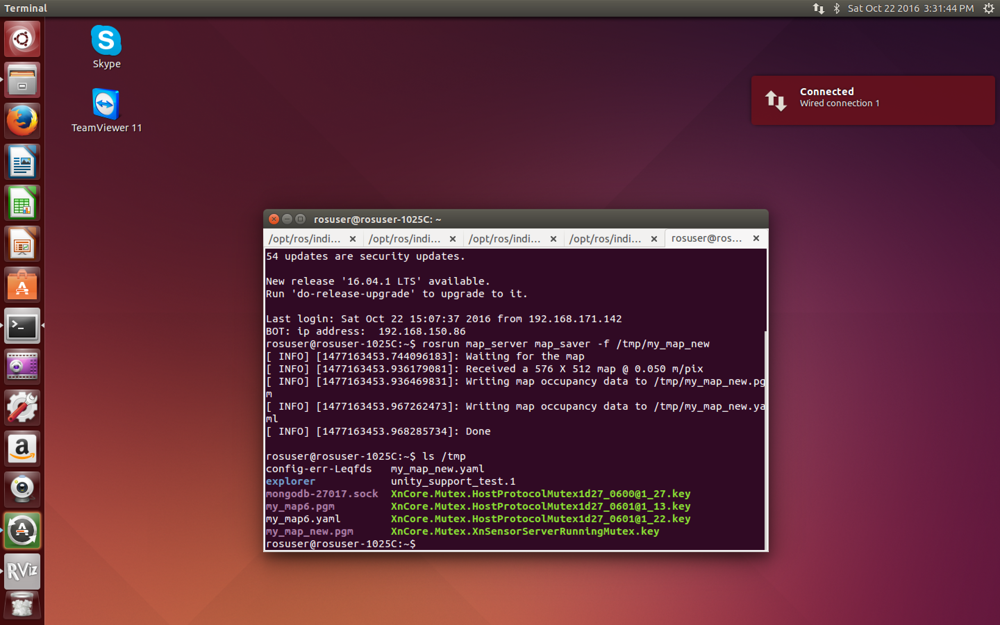 Terminal
Sat Oct 22 2016 3:31:44 PM
S
Skype
TeamViewer 11
Connected
Wired connection 1
rosuser@rosuser-1025C: ~
/opt/ros/indi... /opt/ros/indi... /opt/ros/indi... /opt/ros/indi... rosuser@ros...
54 updates are security updates.
New release '16.04.1 LTS' available.
Run 'do-release-upgrade' to upgrade to it.
Last login: Sat Oct 22 15:07:37 2016 from 192.168.171.142
BOT: ip address:  192.168.150.86
rosuser@rosuser-1025C:~$ rosrun map_server map_saver -f /tmp/my_map_new
[ INFO] [1477163453.744096183]: Waiting for the map
[ INFO] [1477163453.936179081]: Received a 576 X 512 map @ 0.050 m/pix
[ INFO] [1477163453.936469831]: Writing map occupancy data to /tmp/my_map_new.pg
m
[ INFO] [1477163453.967262473]: Writing map occupancy data to /tmp/my_map_new.ya
ml
[ INFO] [1477163453.968285734]: Done
rosuser@rosuser-1025C:~$ ls /tmp
config-err-Leqfds   my_map_new.yaml
explorer            unity_support_test.1
mongodb-27017.sock  XnCore.Mutex.HostProtocolMutex1d27_0600@1_27.key
my_map6.pgm         XnCore.Mutex.HostProtocolMutex1d27_0601@1_13.key
my_map6.yaml        XnCore.Mutex.HostProtocolMutex1d27_0601@1_22.key
my_map_new.pgm      XnCore.Mutex.XnSensorServerRunningMutex.key
rosuser@rosuser-1025C:~$
>_
a
RViz